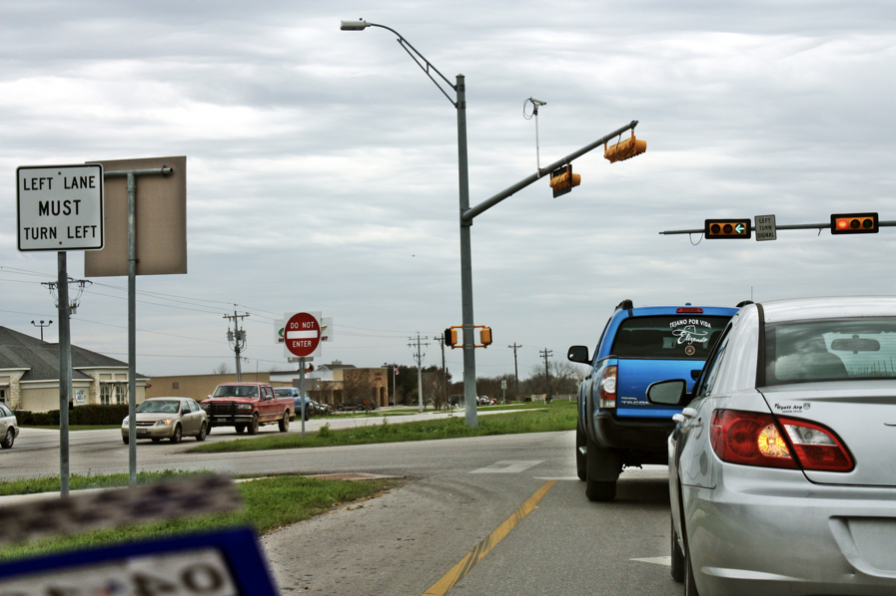 LEFT LANE
MUST
TURN LEFT
DO NOT
ENTER
LEFT
TURN
SIGNAL
TEJANO POR VIDA